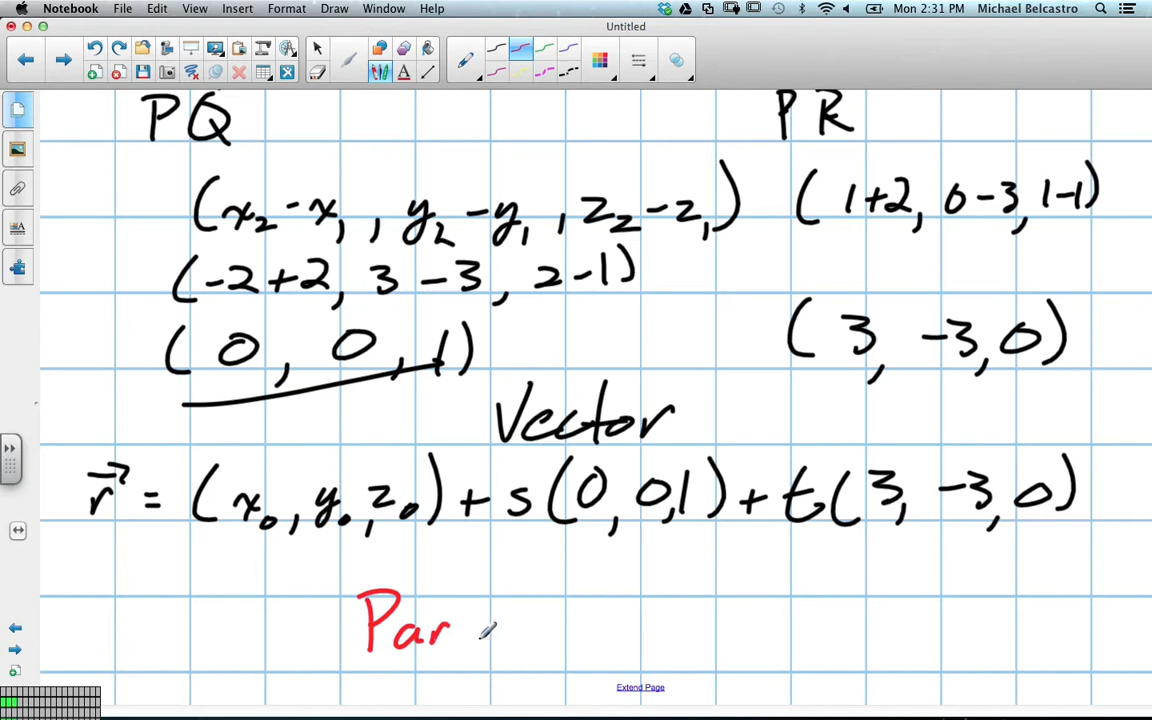 Notebook File Edit View Insert Format Draw Window Help Mon 2:31 PM Michael Belcastro
Untitled
PQ PR
(x₂-x₁, y₂-y₁, z₂-z₁) (1+2, 0-3, 1-1)
(-2+2, 3-3, 2-1)
(0, 0, 1) (3, -3, 0)
Vector
r⃗ = (x₀, y₀, z₀) + s(0, 0, 1) + t(3, -3, 0)
Par
Extend Page